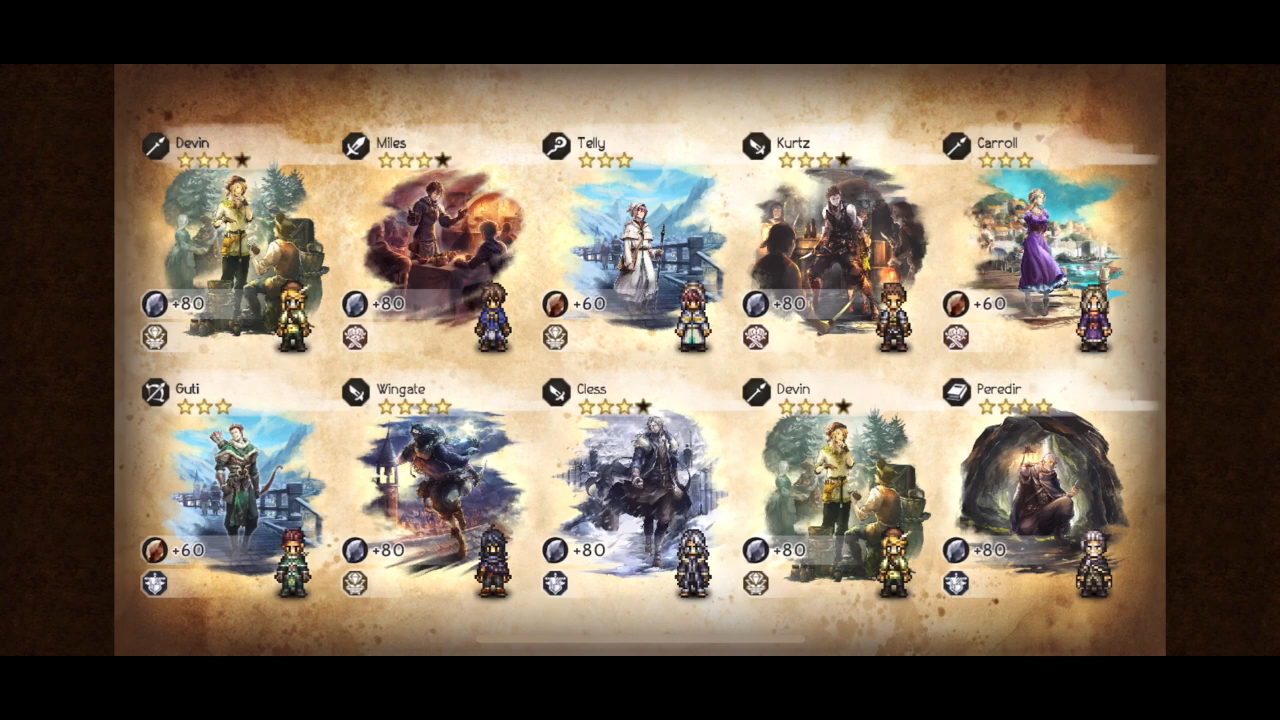 Devin
Miles
Telly
Kurtz
Carroll
+80
+80
+60
+80
+60
Guti
Wingate
Cless
Devin
Peredir
+60
+80
+80
+80
+80